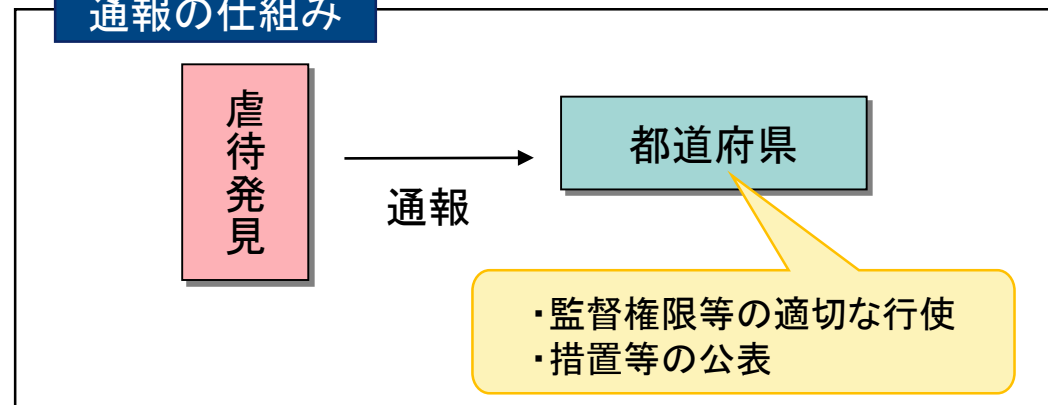 通報の仕組み
虐待発見
通報
都道府県
・監督権限等の適切な行使
・措置等の公表